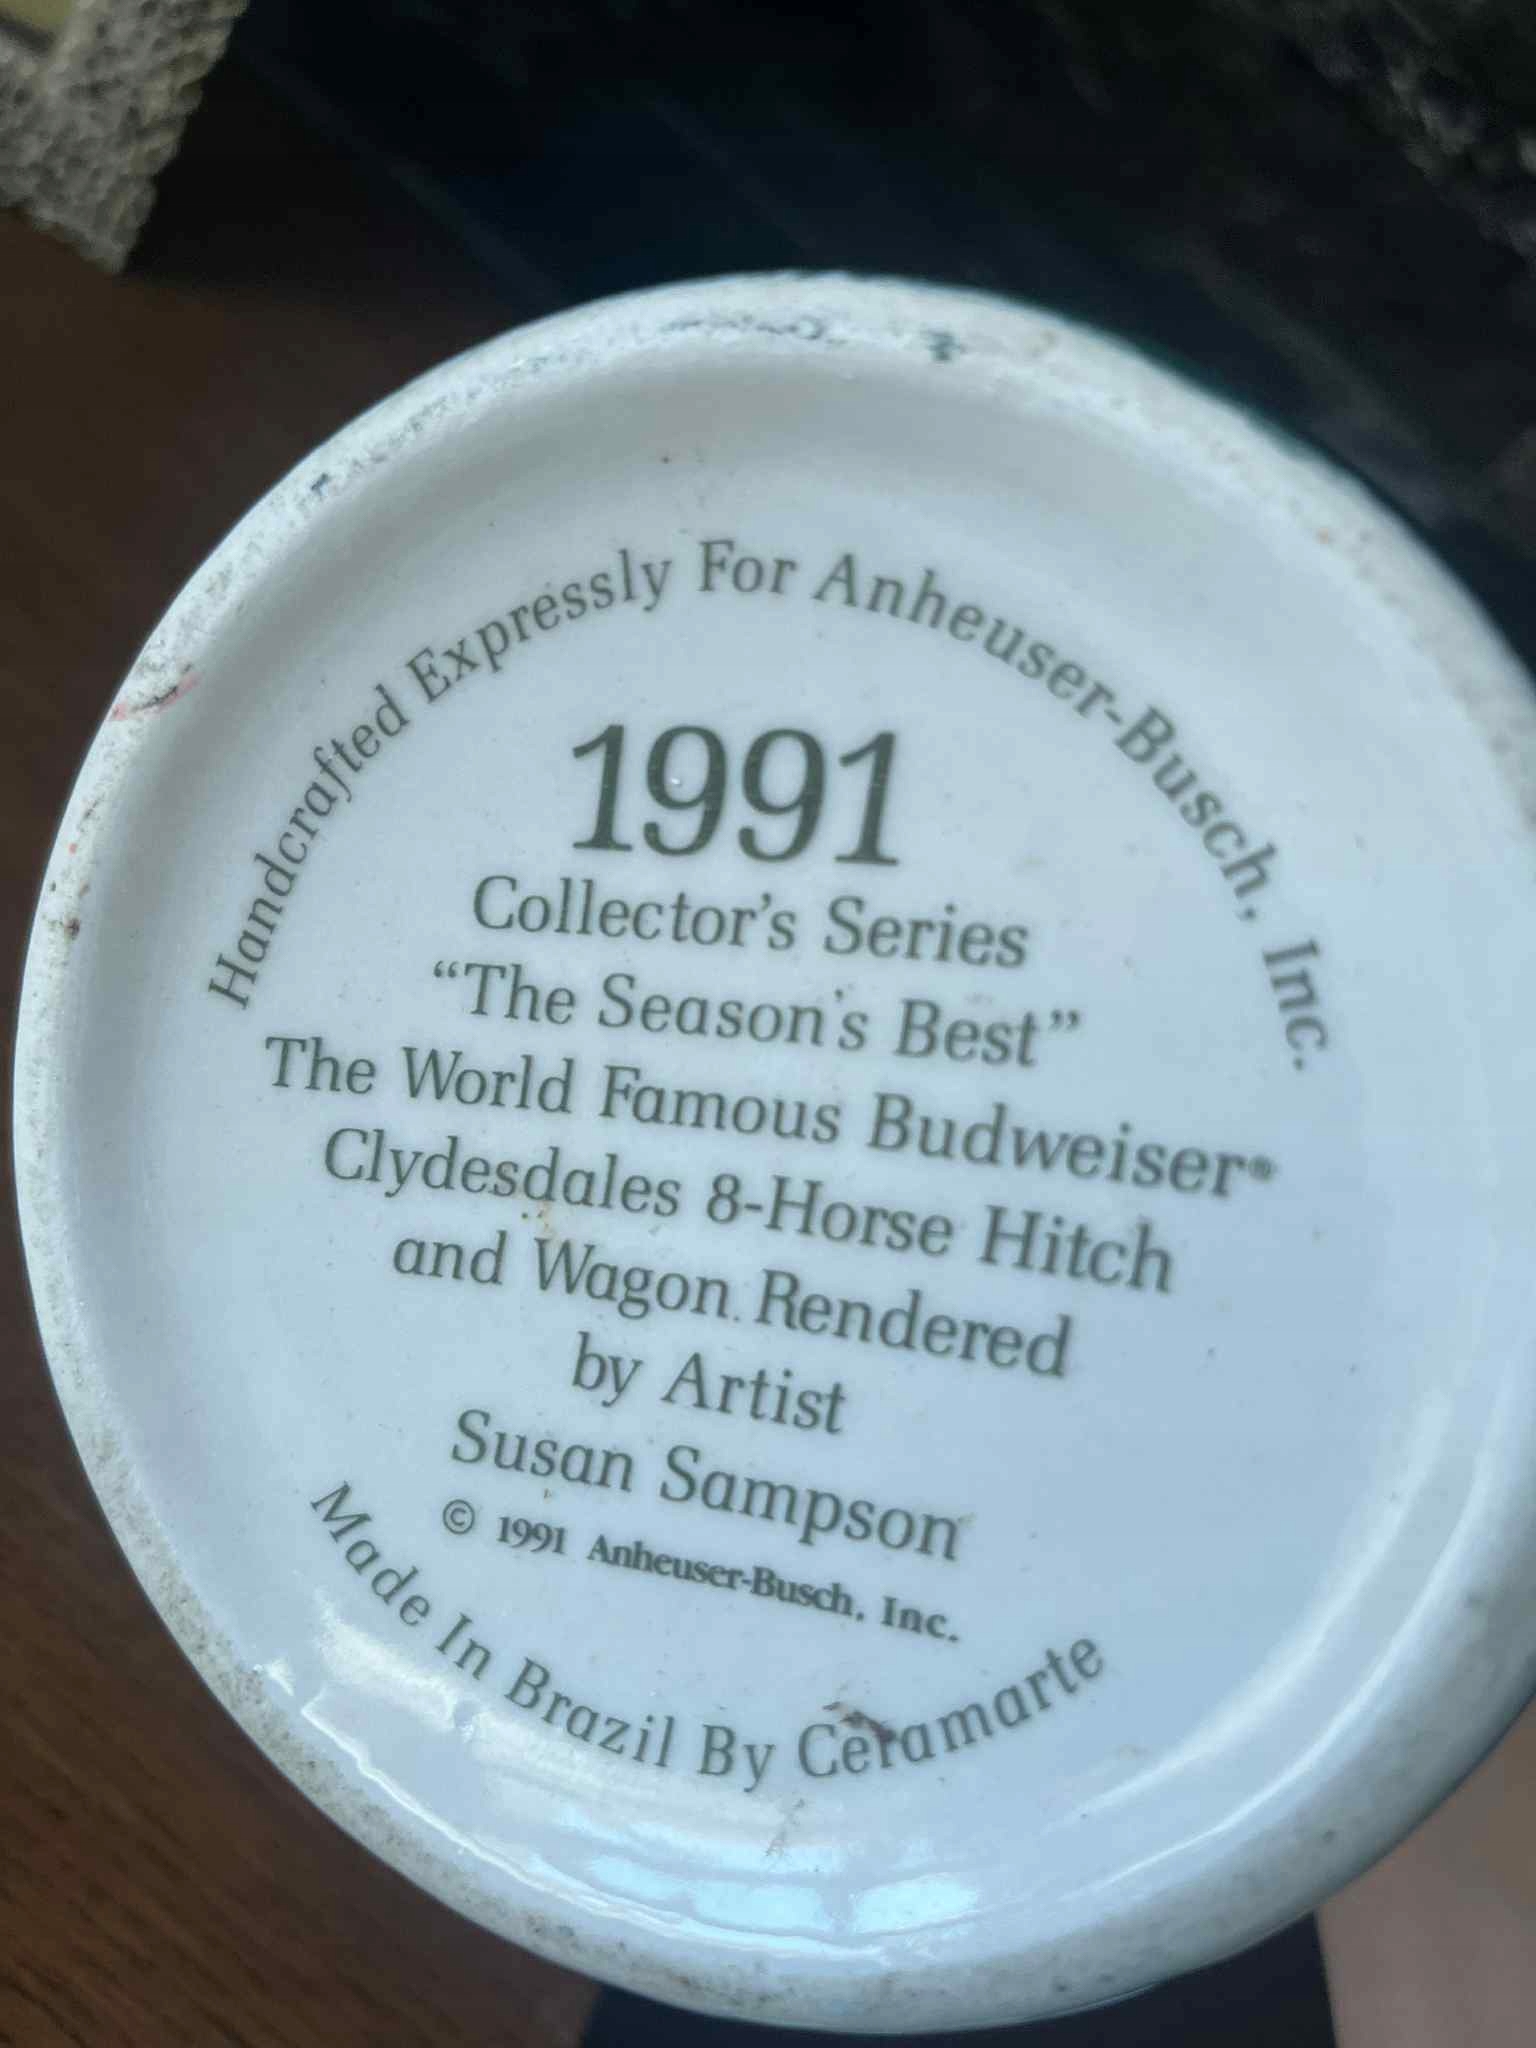 Handcrafted Expressly For Anheuser-Busch, Inc.
1991
Collector's Series
“The Season's Best”
The World Famous Budweiser®
Clydesdales 8-Horse Hitch
and Wagon Rendered
by Artist
Susan Sampson
© 1991 Anheuser-Busch, Inc.
Made In Brazil By Ceramarte